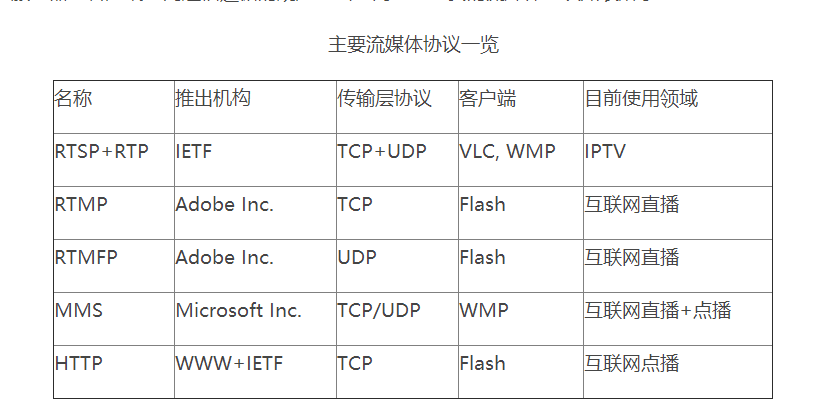 主要流媒体协议一览
名称 推出机构 传输层协议 客户端 目前使用领域
RTSP+RTP IETF TCP+UDP VLC, WMP IPTV
RTMP Adobe Inc. TCP Flash 互联网直播
RTMFP Adobe Inc. UDP Flash 互联网直播
MMS Microsoft Inc. TCP/UDP WMP 互联网直播+点播
HTTP WWW+IETF TCP Flash 互联网点播